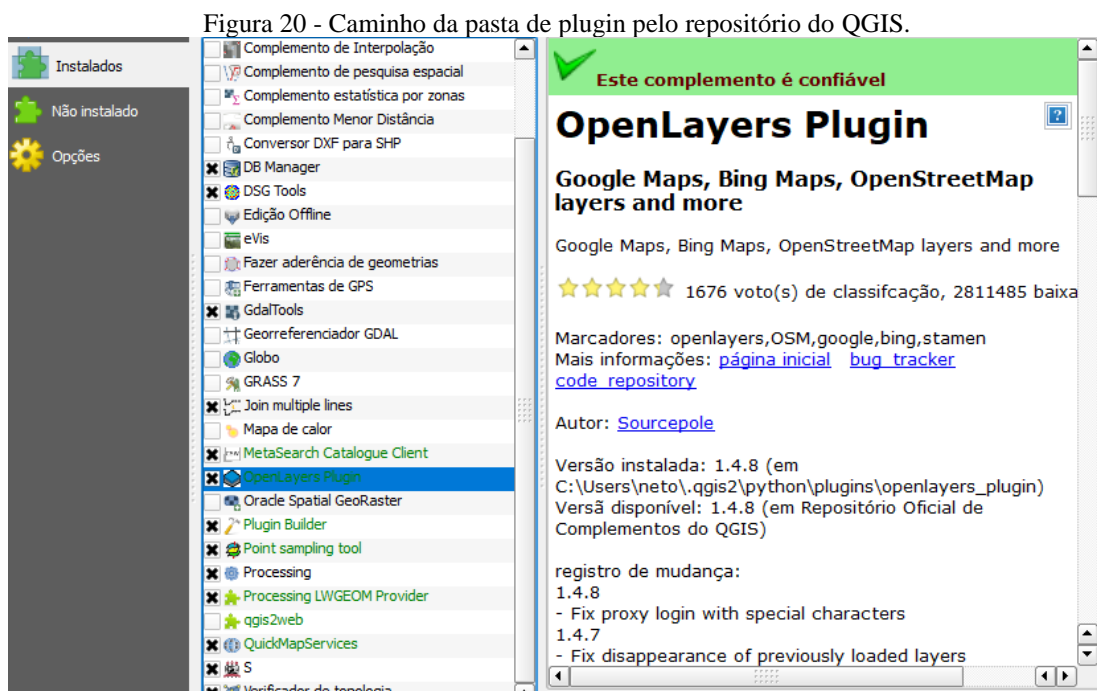 Figura 20 - Caminho da pasta de plugin pelo repositório do QGIS.
Instalados
Não instalado
Opções
Complemento de Interpolação
Complemento de pesquisa espacial
Complemento estatística por zonas
Complemento Menor Distância
Conversor DXF para SHP
DB Manager
DSG Tools
Edição Offline
eVis
Fazer aderência de geometrias
Ferramentas de GPS
GdalTools
Georreferenciador GDAL
Globo
GRASS 7
Join multiple lines
Mapa de calor
MetaSearch Catalogue Client
OpenLayers Plugin
Oracle Spatial GeoRaster
Plugin Builder
Point sampling tool
Processing
Processing LWGEOM Provider
qgis2web
QuickMapServices
S
Verificador de topologia
Este complemento é confiável
OpenLayers Plugin
Google Maps, Bing Maps, OpenStreetMap
layers and more
Google Maps, Bing Maps, OpenStreetMap layers and more
1676 voto(s) de classifcação, 2811485 baixa
Marcadores: openlayers,OSM,google,bing,stamen
Mais informações: página inicial bug tracker
code repository
Autor: Sourcepole
Versão instalada: 1.4.8 (em
C:\Users\neto\.qgis2\python\plugins\openlayers_plugin)
Versã disponível: 1.4.8 (em Repositório Oficial de
Complementos do QGIS)
registro de mudança:
1.4.8
- Fix proxy login with special characters
1.4.7
- Fix disappearance of previously loaded layers